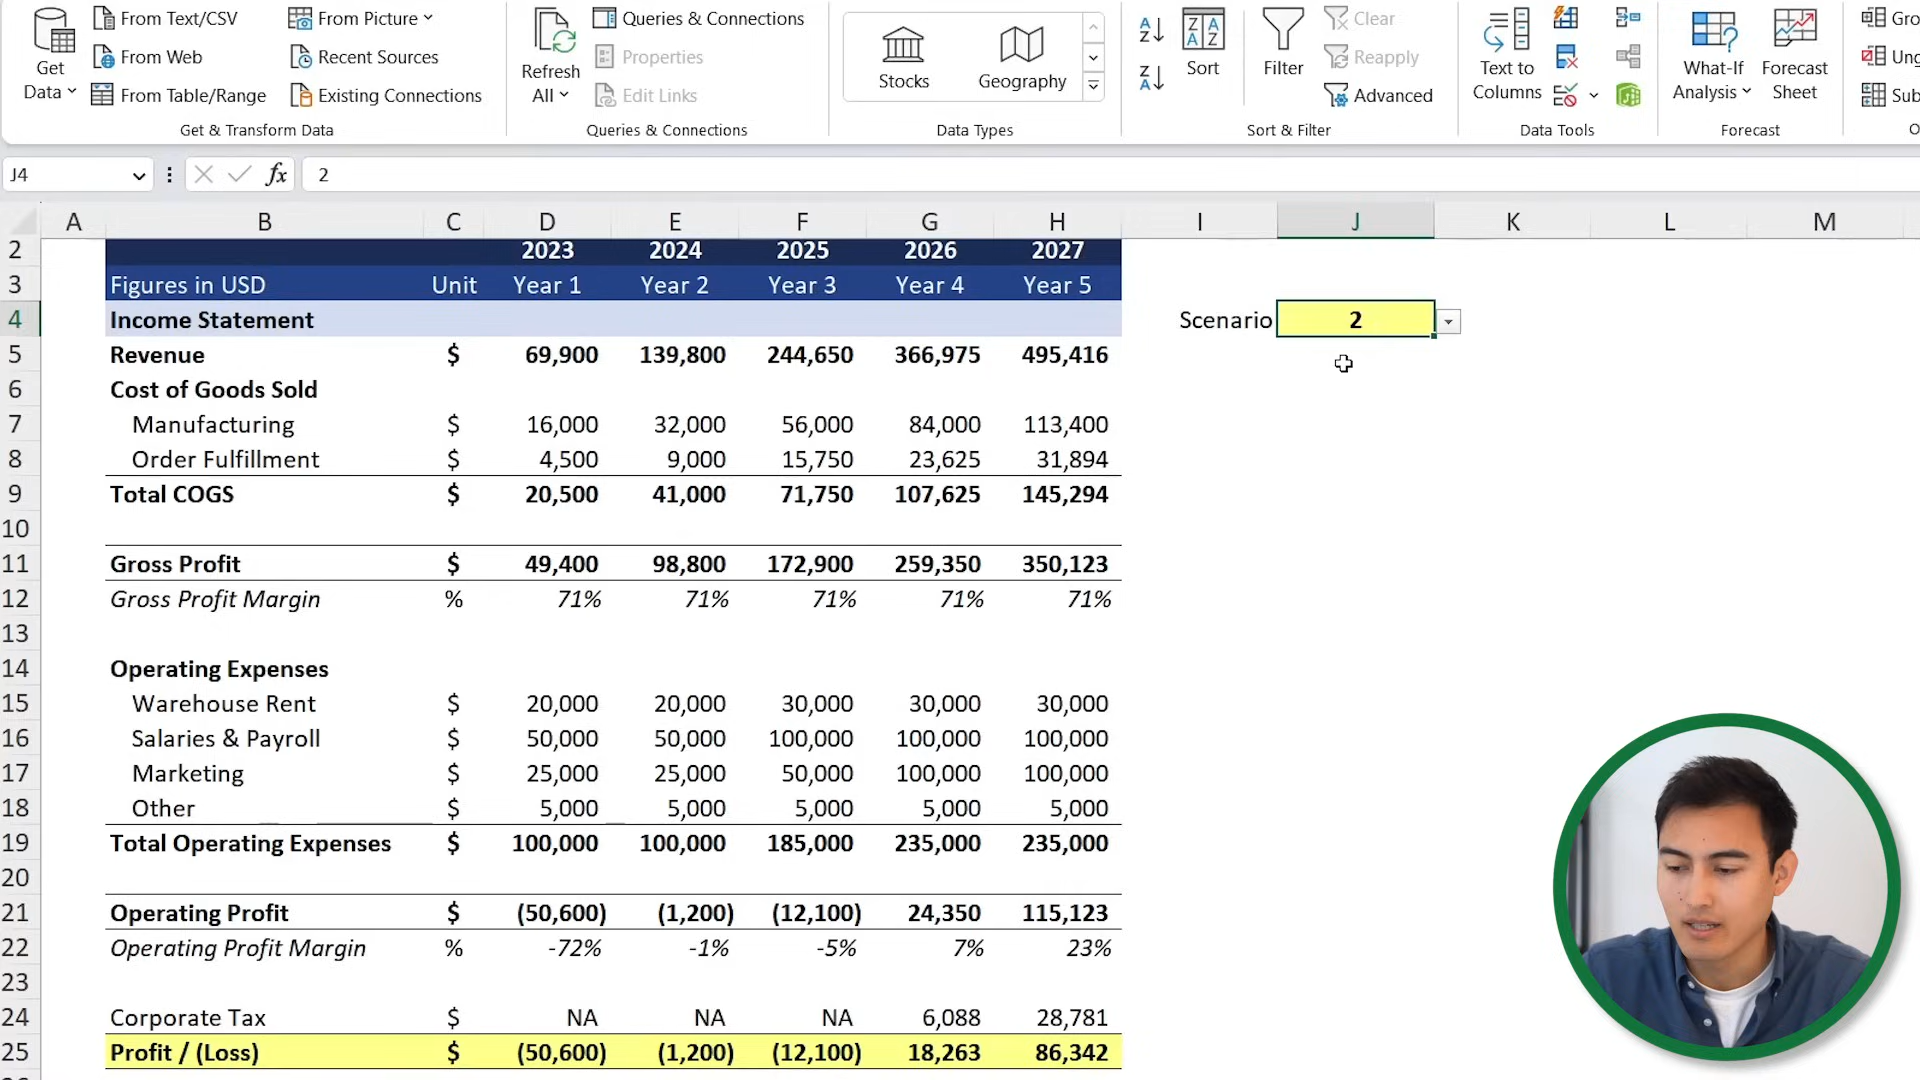 From Text/CSV
From Picture
Queries & Connections
Clear
Gro
Get
Data
From Web
Recent Sources
Refresh
All
Properties
Stocks
Geography
Sort
Filter
Reapply
Text to
Columns
What-If
Analysis
Forecast
Sheet
From Table/Range
Existing Connections
Edit Links
Advanced
Sub
Get & Transform Data
Queries & Connections
Data Types
Sort & Filter
Data Tools
Forecast
J4 fx 2
A B C D E F G H I J K L M
2 2023 2024 2025 2026 2027
3 Figures in USD Unit Year 1 Year 2 Year 3 Year 4 Year 5
4 Income Statement Scenario 2
5 Revenue $ 69,900 139,800 244,650 366,975 495,416
6 Cost of Goods Sold
7 Manufacturing $ 16,000 32,000 56,000 84,000 113,400
8 Order Fulfillment $ 4,500 9,000 15,750 23,625 31,894
9 Total COGS $ 20,500 41,000 71,750 107,625 145,294
10
11 Gross Profit $ 49,400 98,800 172,900 259,350 350,123
12 Gross Profit Margin % 71% 71% 71% 71% 71%
13
14 Operating Expenses
15 Warehouse Rent $ 20,000 20,000 30,000 30,000 30,000
16 Salaries & Payroll $ 50,000 50,000 100,000 100,000 100,000
17 Marketing $ 25,000 25,000 50,000 100,000 100,000
18 Other $ 5,000 5,000 5,000 5,000 5,000
19 Total Operating Expenses $ 100,000 100,000 185,000 235,000 235,000
20
21 Operating Profit $ (50,600) (1,200) (12,100) 24,350 115,123
22 Operating Profit Margin % -72% -1% -5% 7% 23%
23
24 Corporate Tax $ NA NA NA 6,088 28,781
25 Profit / (Loss) $ (50,600) (1,200) (12,100) 18,263 86,342